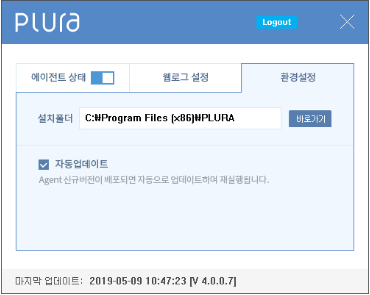 PLURA
Logout
에이전트 상태 웹로그 설정 환경설정
설치폴더 C:₩Program Files (x86)₩PLURA 바로가기
자동업데이트
Agent 신규버전이 배포되면 자동으로 업데이트하며 재실행됩니다.
마지막 업데이트: 2019-05-09 10:47:23 [V 4.0.0.7]